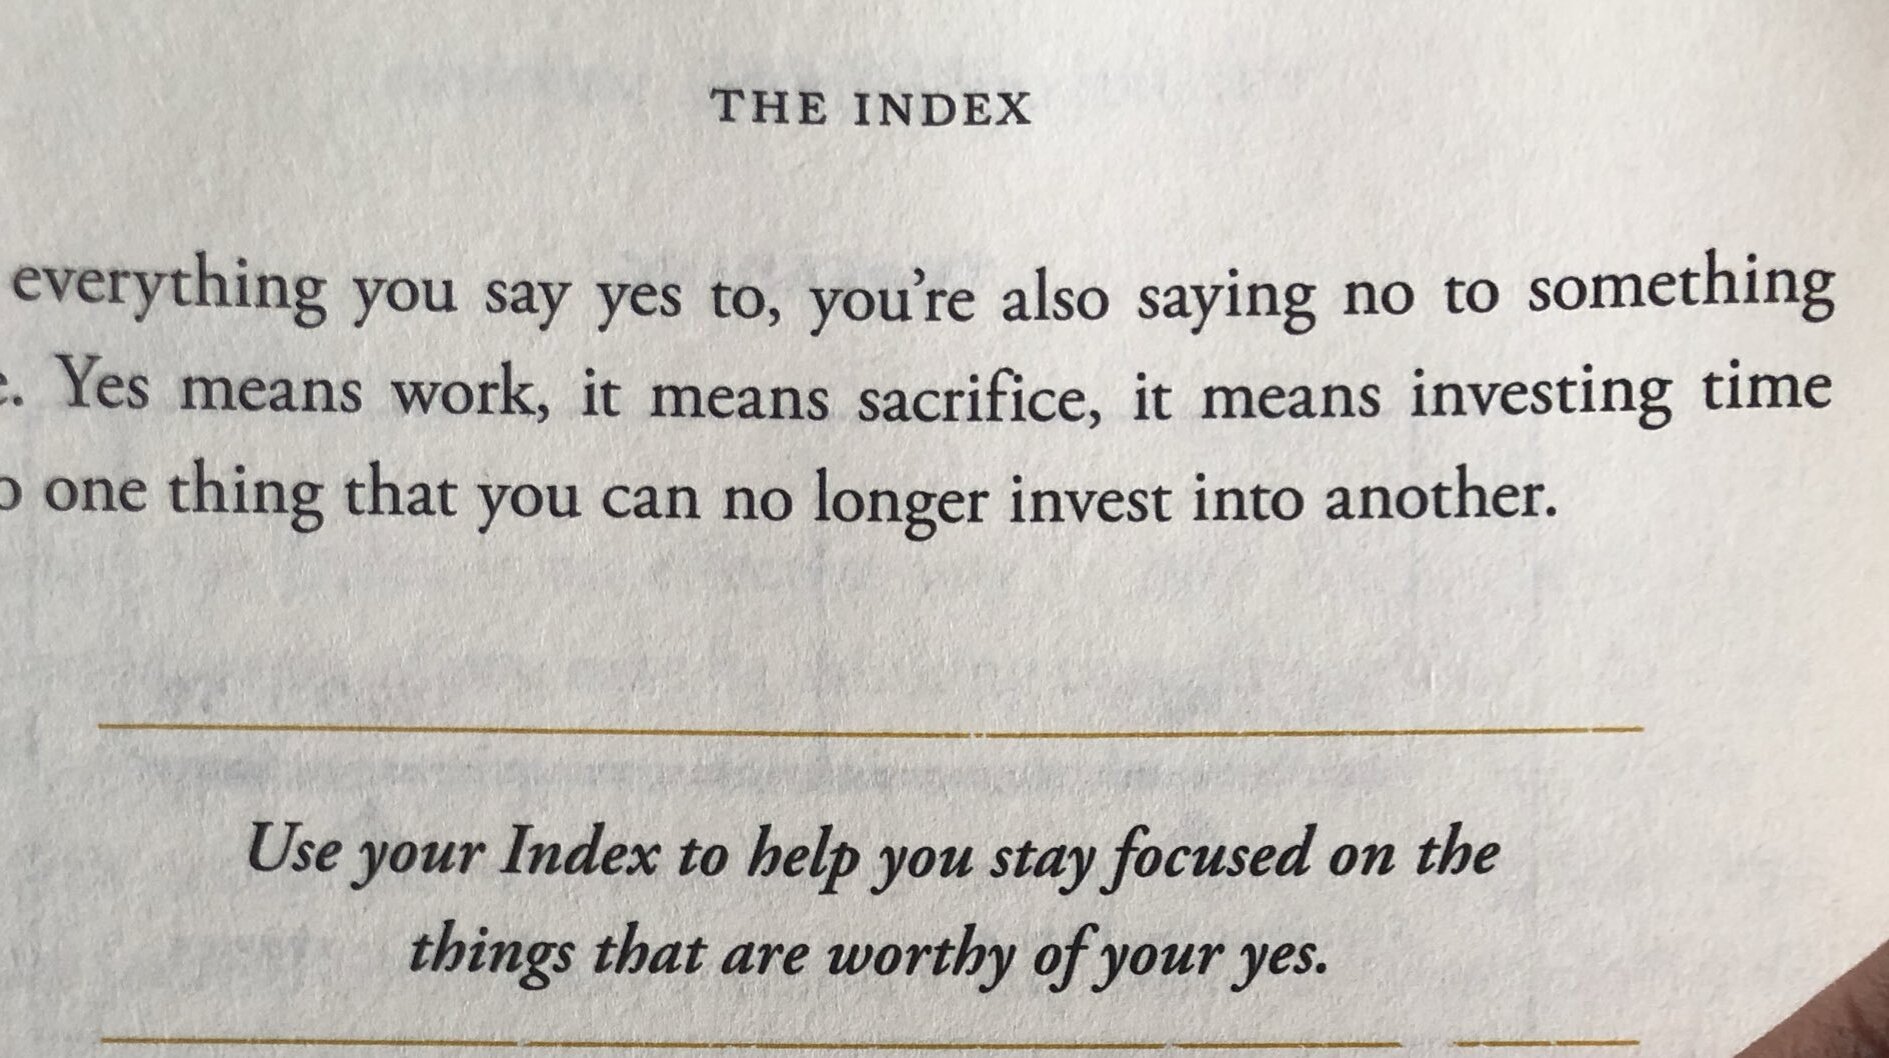 THE INDEX
everything you say yes to, you're also saying no to something
. Yes means work, it means sacrifice, it means investing time
one thing that you can no longer invest into another.
Use your Index to help you stay focused on the
things that are worthy of your yes.